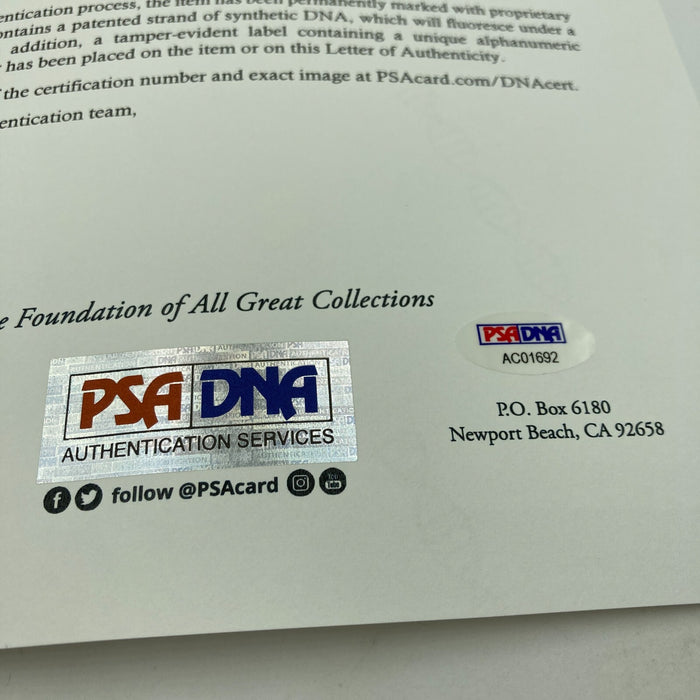 entication process, the item has been permanently marked with proprietary
ontains a patented strand of synthetic DNA, which will fluoresce under a
addition, a tamper-evident label containing a unique alphanumeric
has been placed on the item or on this Letter of Authenticity.
the certification number and exact image at PSAcard.com/DNAcert.
entication team,
e Foundation of All Great Collections
PSA DNA
AUTHENTICATION SERVICES
follow @PSAcard
You Tube
PSA DNA
AC01692
P.O. Box 6180
Newport Beach, CA 92658